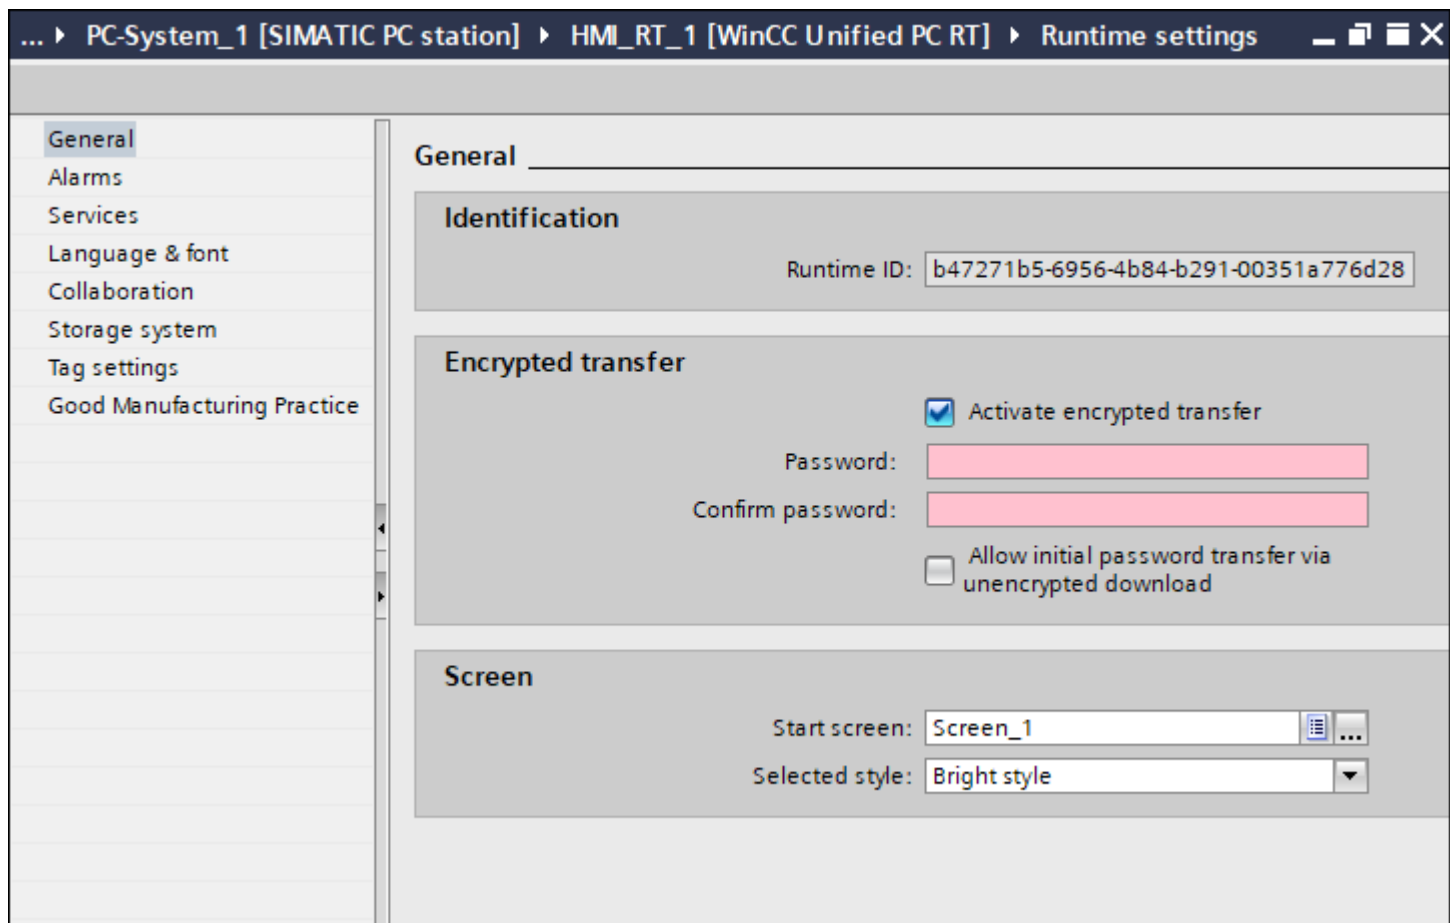 ... PC-System_1 [SIMATIC PC station] HMI_RT_1 [WinCC Unified PC RT] Runtime settings
General
Alarms
Services
Language & font
Collaboration
Storage system
Tag settings
Good Manufacturing Practice
General
Identification
Runtime ID: b47271b5-6956-4b84-b291-00351a776d28
Encrypted transfer
Activate encrypted transfer
Password:
Confirm password:
Allow initial password transfer via
unencrypted download
Screen
Start screen: Screen_1 ...
Selected style: Bright style